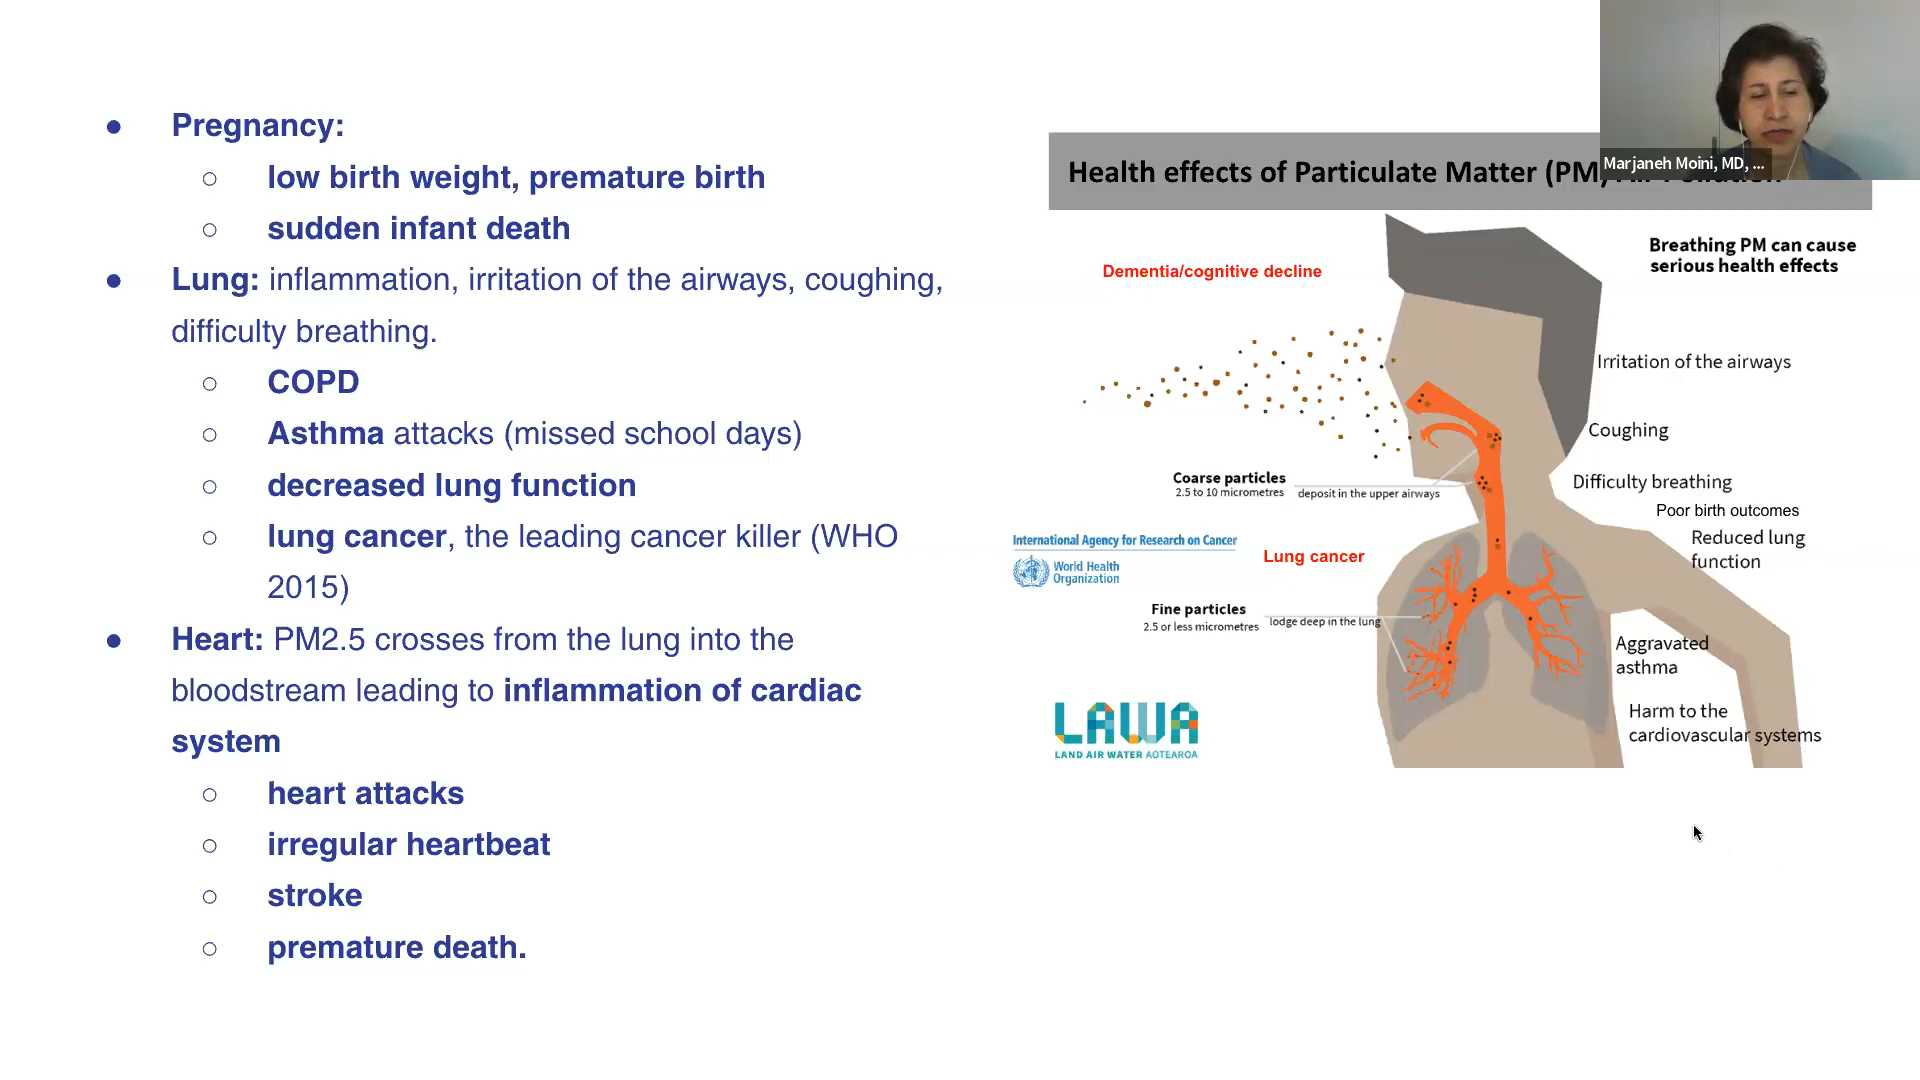 Pregnancy:
low birth weight, premature birth
sudden infant death
Lung: inflammation, irritation of the airways, coughing,
difficulty breathing.
COPD
Asthma attacks (missed school days)
decreased lung function
lung cancer, the leading cancer killer (WHO
2015)
Heart: PM2.5 crosses from the lung into the
bloodstream leading to inflammation of cardiac
system
heart attacks
irregular heartbeat
stroke
premature death.
Marjaneh Moini, MD, ...
Health effects of Particulate Matter (PM)
Breathing PM can cause
serious health effects
Dementia/cognitive decline
Irritation of the airways
Coughing
Coarse particles
2.5 to 10 micrometres
deposit in the upper airways
Difficulty breathing
Poor birth outcomes
Reduced lung
function
International Agency for Research on Cancer
World Health
Organization
Lung cancer
Fine particles
2.5 or less micrometres
lodge deep in the lung
Aggravated
asthma
Harm to the
cardiovascular systems
LAWA
LAND AIR WATER AOTEAROA